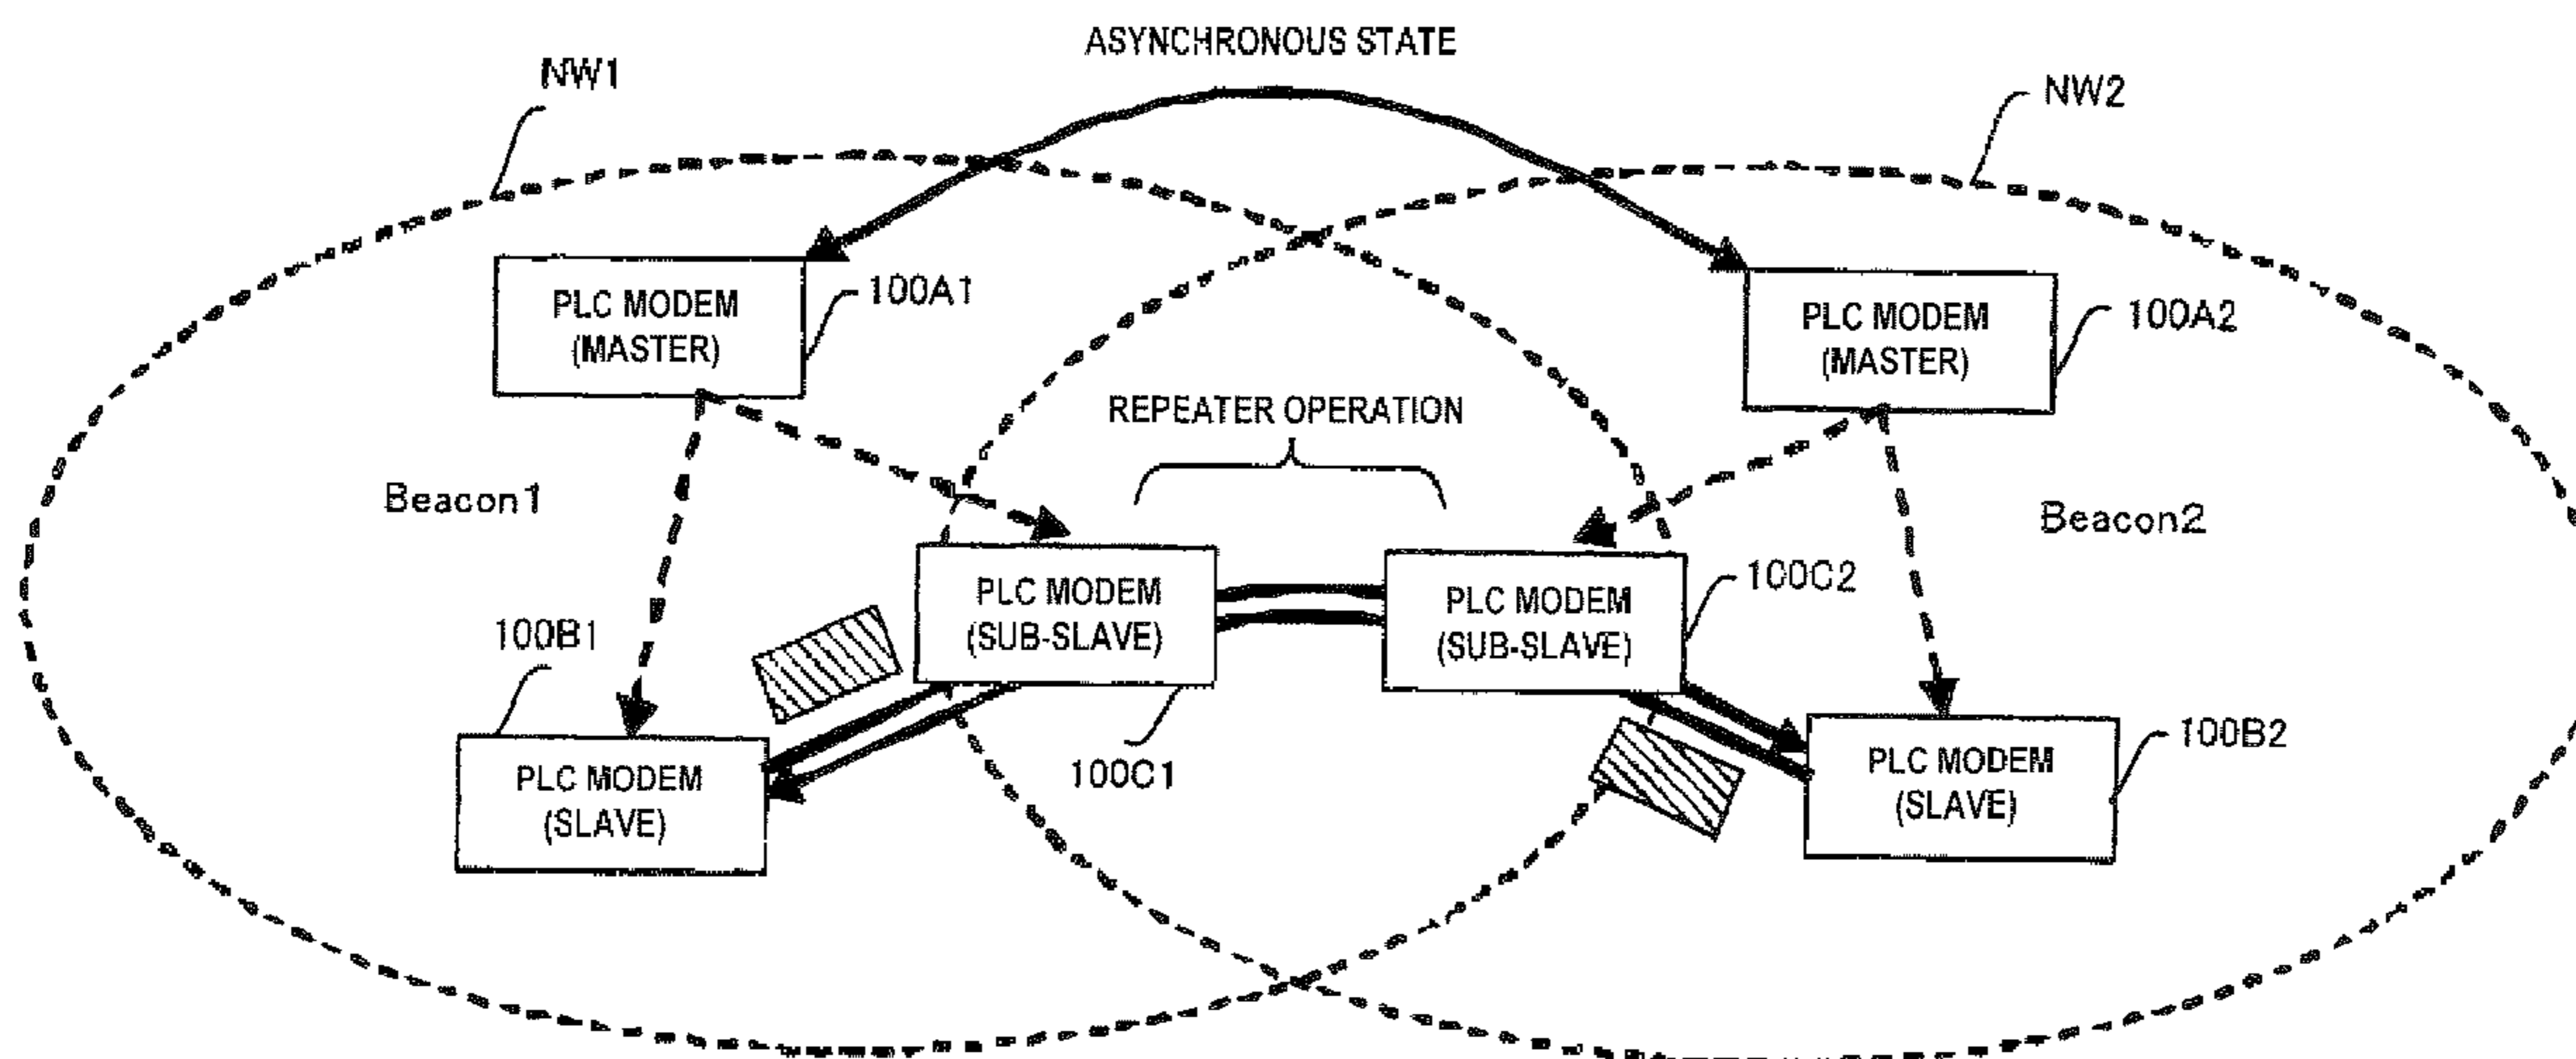 ASYNCHRONOUS STATE
NW1
NW2
PLC MODEM
(MASTER)
100A1
PLC MODEM
(MASTER)
100A2
REPEATER OPERATION
Beacon1
Beacon2
PLC MODEM
(SUB-SLAVE)
100C1
PLC MODEM
(SUB-SLAVE)
100C2
100B1
PLC MODEM
(SLAVE)
PLC MODEM
(SLAVE)
100B2